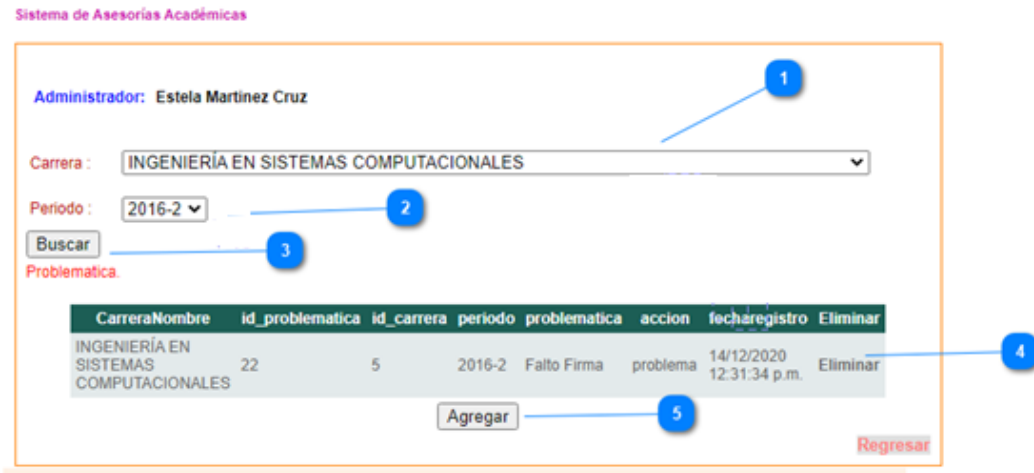 Sistema de Asesorías Académicas
1
Administrador: Estela Martinez Cruz
Carrera : INGENIERÍA EN SISTEMAS COMPUTACIONALES
Periodo : 2016-2
2
Buscar
3
Problematica.
CarreraNombre id_problematica id_carrera periodo problematica accion fecharegistro Eliminar
INGENIERÍA EN
SISTEMAS
COMPUTACIONALES
22 5 2016-2 Falto Firma problema
14/12/2020
12:31:34 p.m.
Eliminar
4
Agregar
5
Regresar